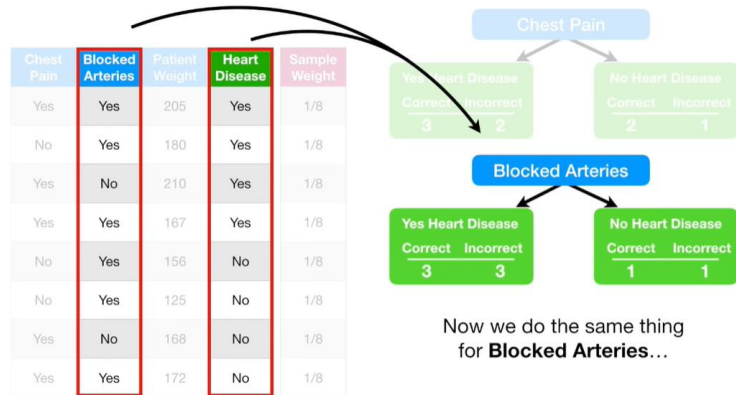 Chest Pain Blocked Arteries Patient Weight Heart Disease Sample Weight
Yes Yes 205 Yes 1/8
No Yes 180 Yes 1/8
Yes No 210 Yes 1/8
Yes Yes 167 Yes 1/8
No Yes 156 No 1/8
No Yes 125 No 1/8
Yes No 168 No 1/8
Yes Yes 172 No 1/8
Chest Pain
Yes Heart Disease
Correct Incorrect
3 2
No Heart Disease
Correct Incorrect
2 1
Blocked Arteries
Yes Heart Disease
Correct Incorrect
3 3
No Heart Disease
Correct Incorrect
1 1
Now we do the same thing
for Blocked Arteries…